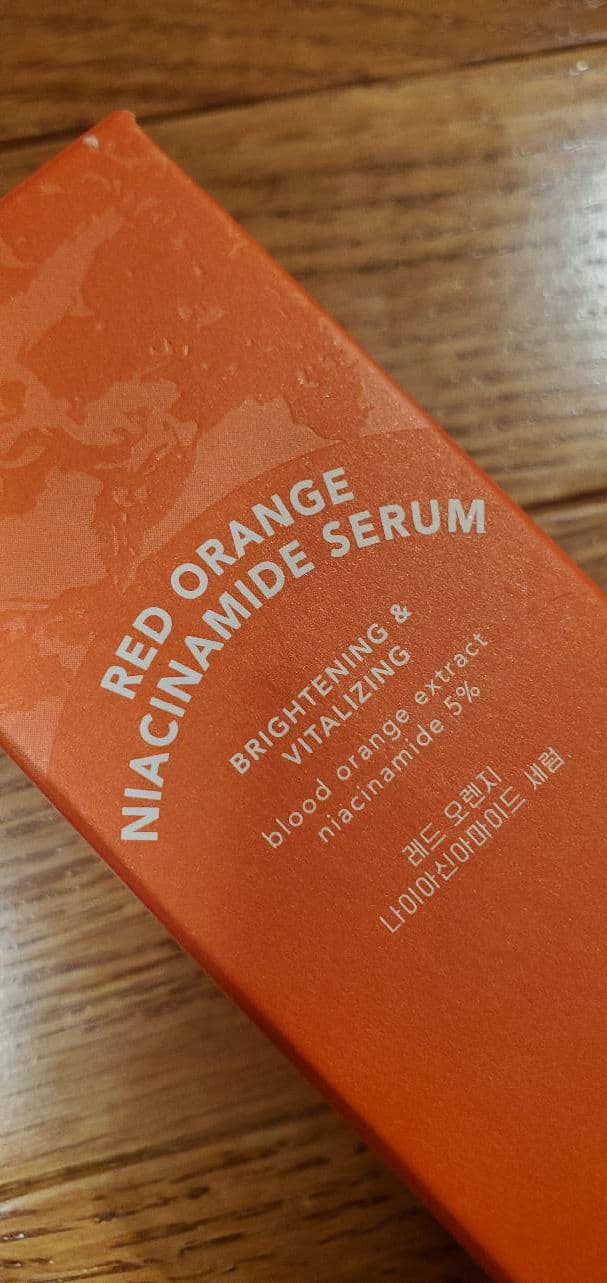 RED ORANGE
NIACINAMIDE SERUM
BRIGHTENING &
VITALIZING
blood orange extract
niacinamide 5%
레드 오렌지
나이아신아마이드 세럼